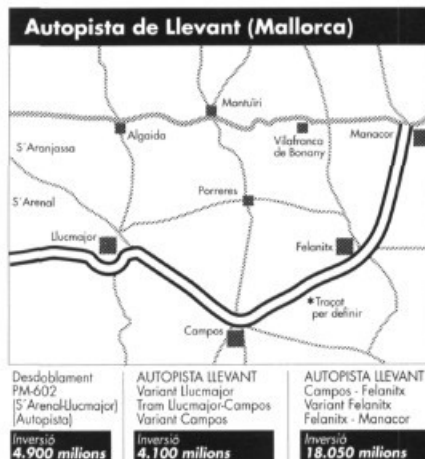 Autopista de Llevant (Mallorca)
Mantuïri
Algaida
Vilafranca
de Bonany
Manacor
S´Aranjassa
S´Arenal
Porreres
Llucmajor
Felanitx
*Traçat
per definir
Campos
Desdoblament
PM-602
(S´Arenal-Llucmajor)
(Autopista)
Inversió
4.900 milions
AUTOPISTA LLEVANT
Variant Llucmajor
Tram Llucmajor-Campos
Variant Campos
Inversió
4.100 milions
AUTOPISTA LLEVANT
Campos - Felanitx
Variant Felanitx
Felanitx - Manacor
Inversió
18.050 milions